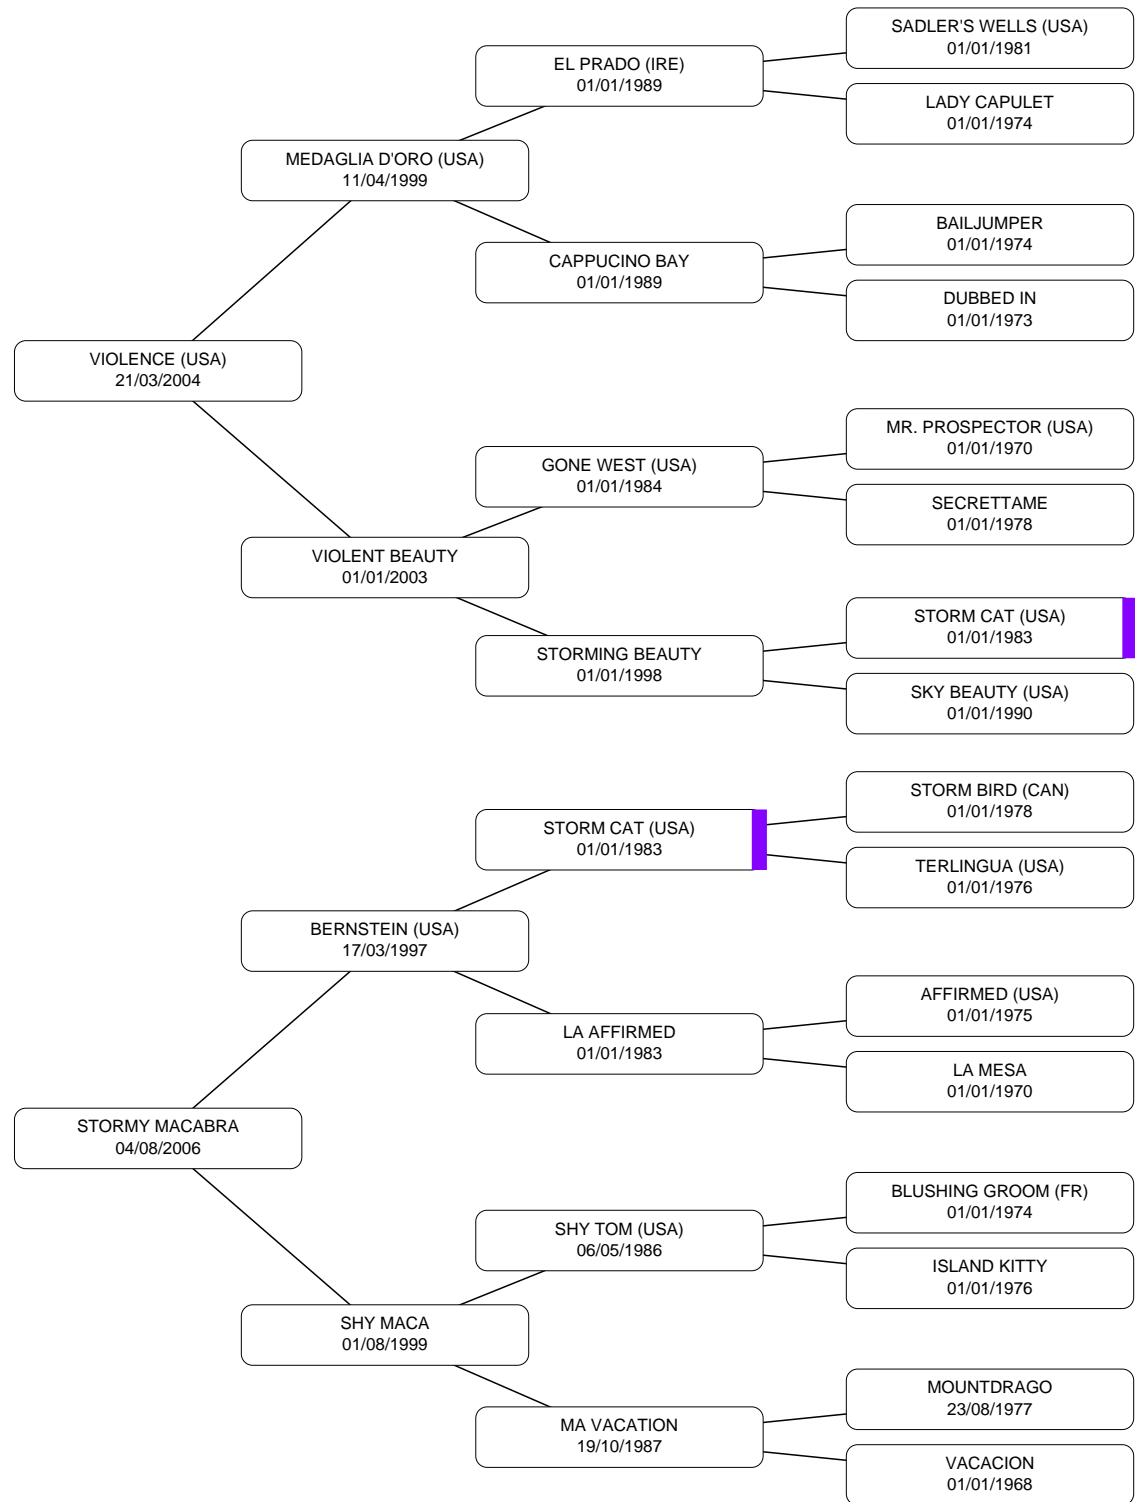 SADLER'S WELLS (USA)
01/01/1981
EL PRADO (IRE)
01/01/1989
LADY CAPULET
01/01/1974
MEDAGLIA D'ORO (USA)
11/04/1999
BAILJUMPER
01/01/1974
CAPPUCINO BAY
01/01/1989
DUBBED IN
01/01/1973
VIOLENCE (USA)
21/03/2004
MR. PROSPECTOR (USA)
01/01/1970
GONE WEST (USA)
01/01/1984
SECRETTAME
01/01/1978
VIOLENT BEAUTY
01/01/2003
STORM CAT (USA)
01/01/1983
STORMING BEAUTY
01/01/1998
SKY BEAUTY (USA)
01/01/1990
STORM BIRD (CAN)
01/01/1978
STORM CAT (USA)
01/01/1983
TERLINGUA (USA)
01/01/1976
BERNSTEIN (USA)
17/03/1997
AFFIRMED (USA)
01/01/1975
LA AFFIRMED
01/01/1983
LA MESA
01/01/1970
STORMY MACABRA
04/08/2006
BLUSHING GROOM (FR)
01/01/1974
SHY TOM (USA)
06/05/1986
ISLAND KITTY
01/01/1976
SHY MACA
01/08/1999
MOUNTDRAGO
23/08/1977
MA VACATION
19/10/1987
VACACION
01/01/1968